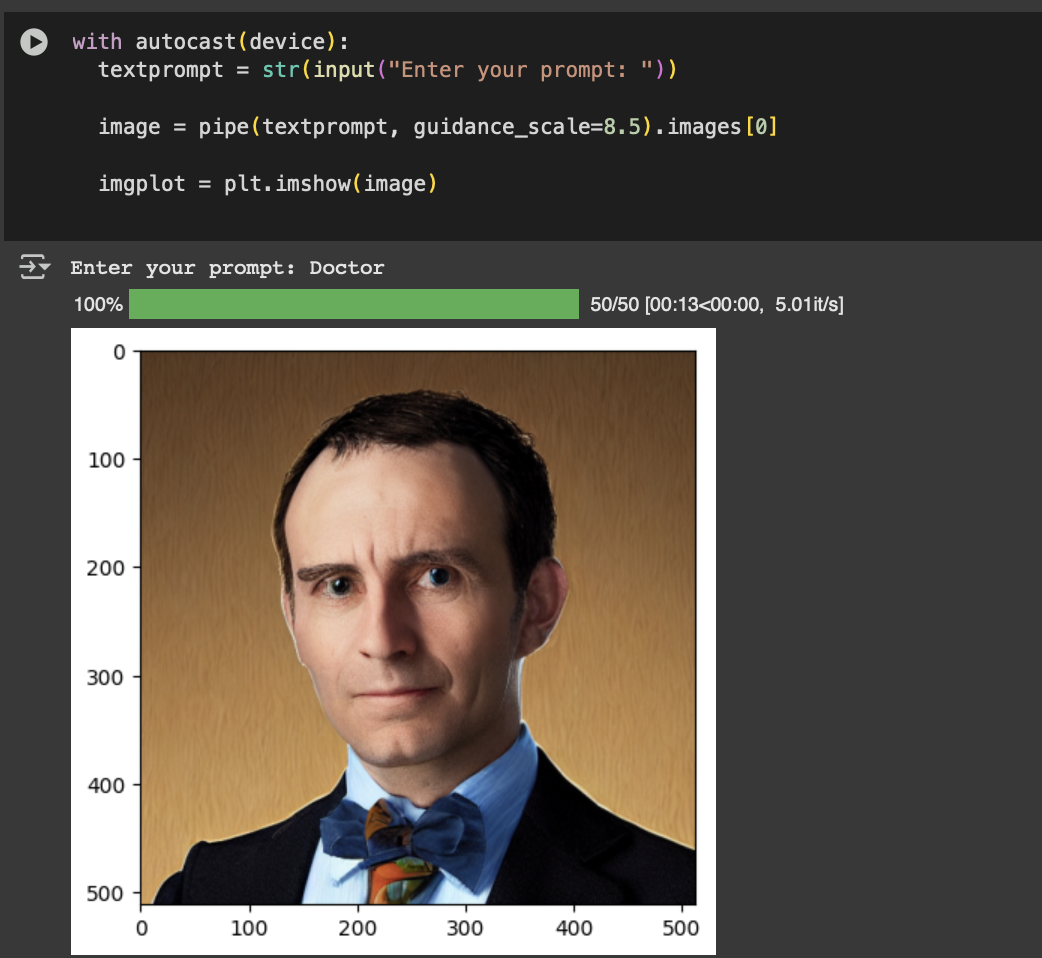 with autocast(device):
  textprompt = str(input("Enter your prompt: "))
  image = pipe(textprompt, guidance_scale=8.5).images[0]
  imgplot = plt.imshow(image)
Enter your prompt: Doctor
100% 50/50 [00:13<00:00, 5.01it/s]
0
100
200
300
400
500
0 100 200 300 400 500